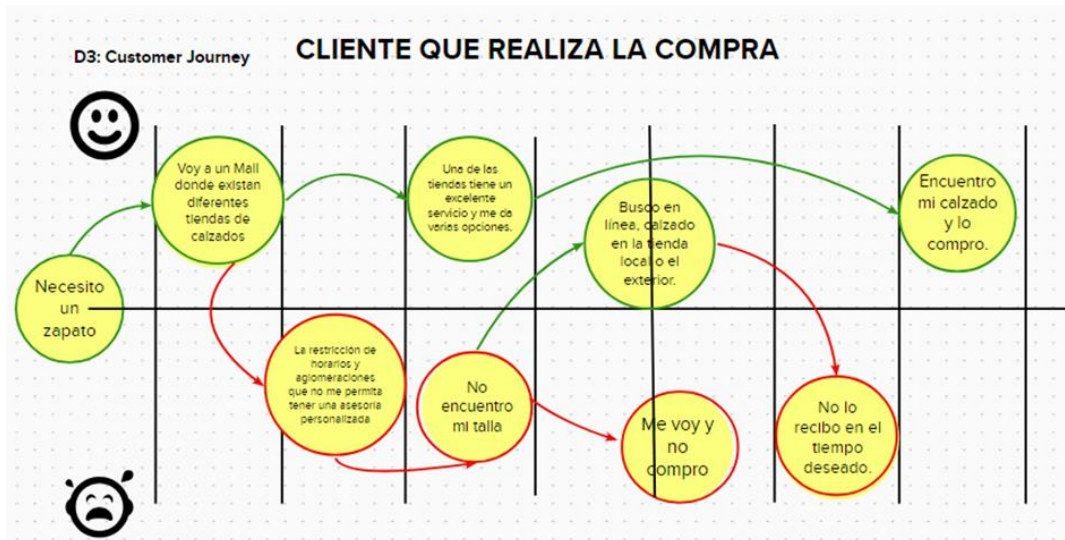 D3: Customer Journey
CLIENTE QUE REALIZA LA COMPRA
Necesito
un
zapato
Voy a un Mall
donde existan
diferentes
tiendas de
calzados
La restricción de
horarios y
aglomeraciones
que no me permita
tener una asesoría
personalizada
Una de las
tiendas tiene un
excelente
servicio y me da
varias opciones.
No
encuentro
mi talla
Busco en
línea, calzado
en la tienda
local o el
exterior.
Me voy y
no
compro
No lo
recibo en el
tiempo
deseado.
Encuentro
mi calzado
y lo
compro.